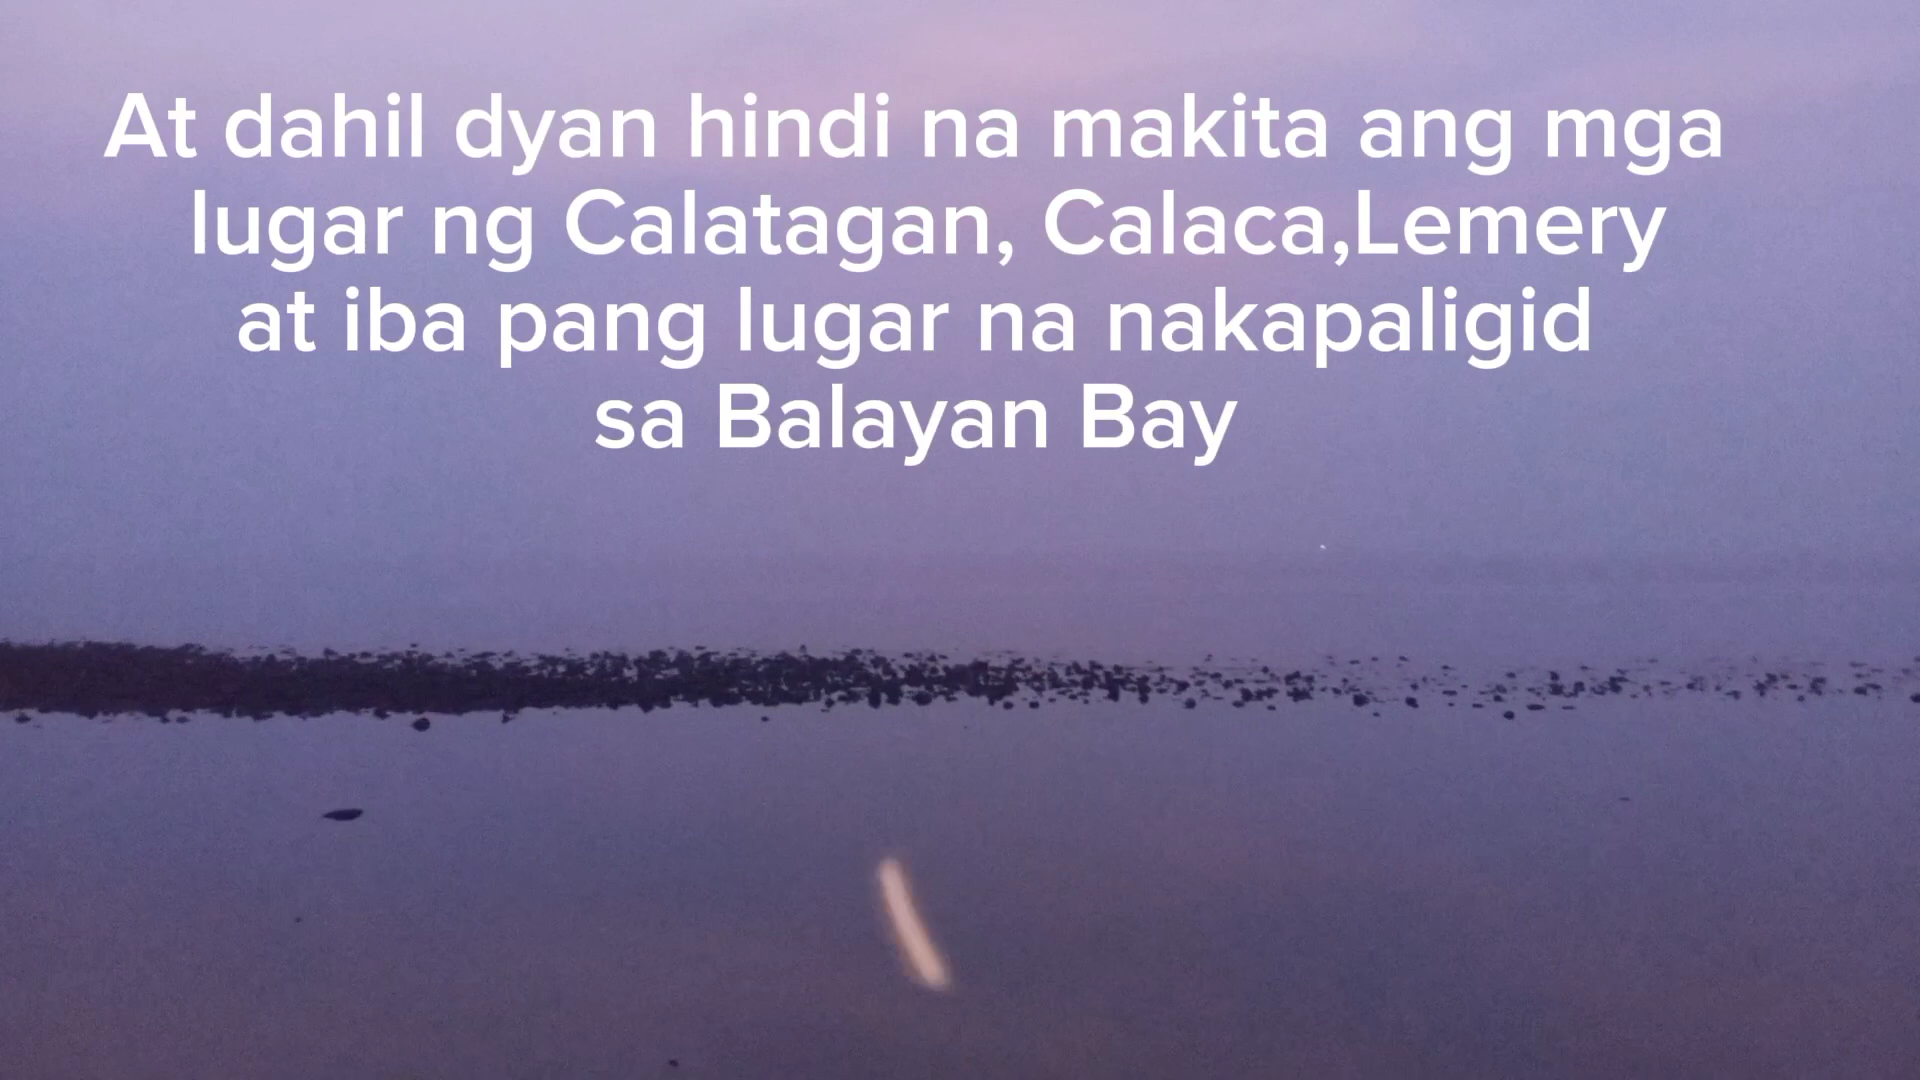 At dahil dyan hindi na makita ang mga
lugar ng Calatagan, Calaca,Lemery
at iba pang lugar na nakapaligid
sa Balayan Bay